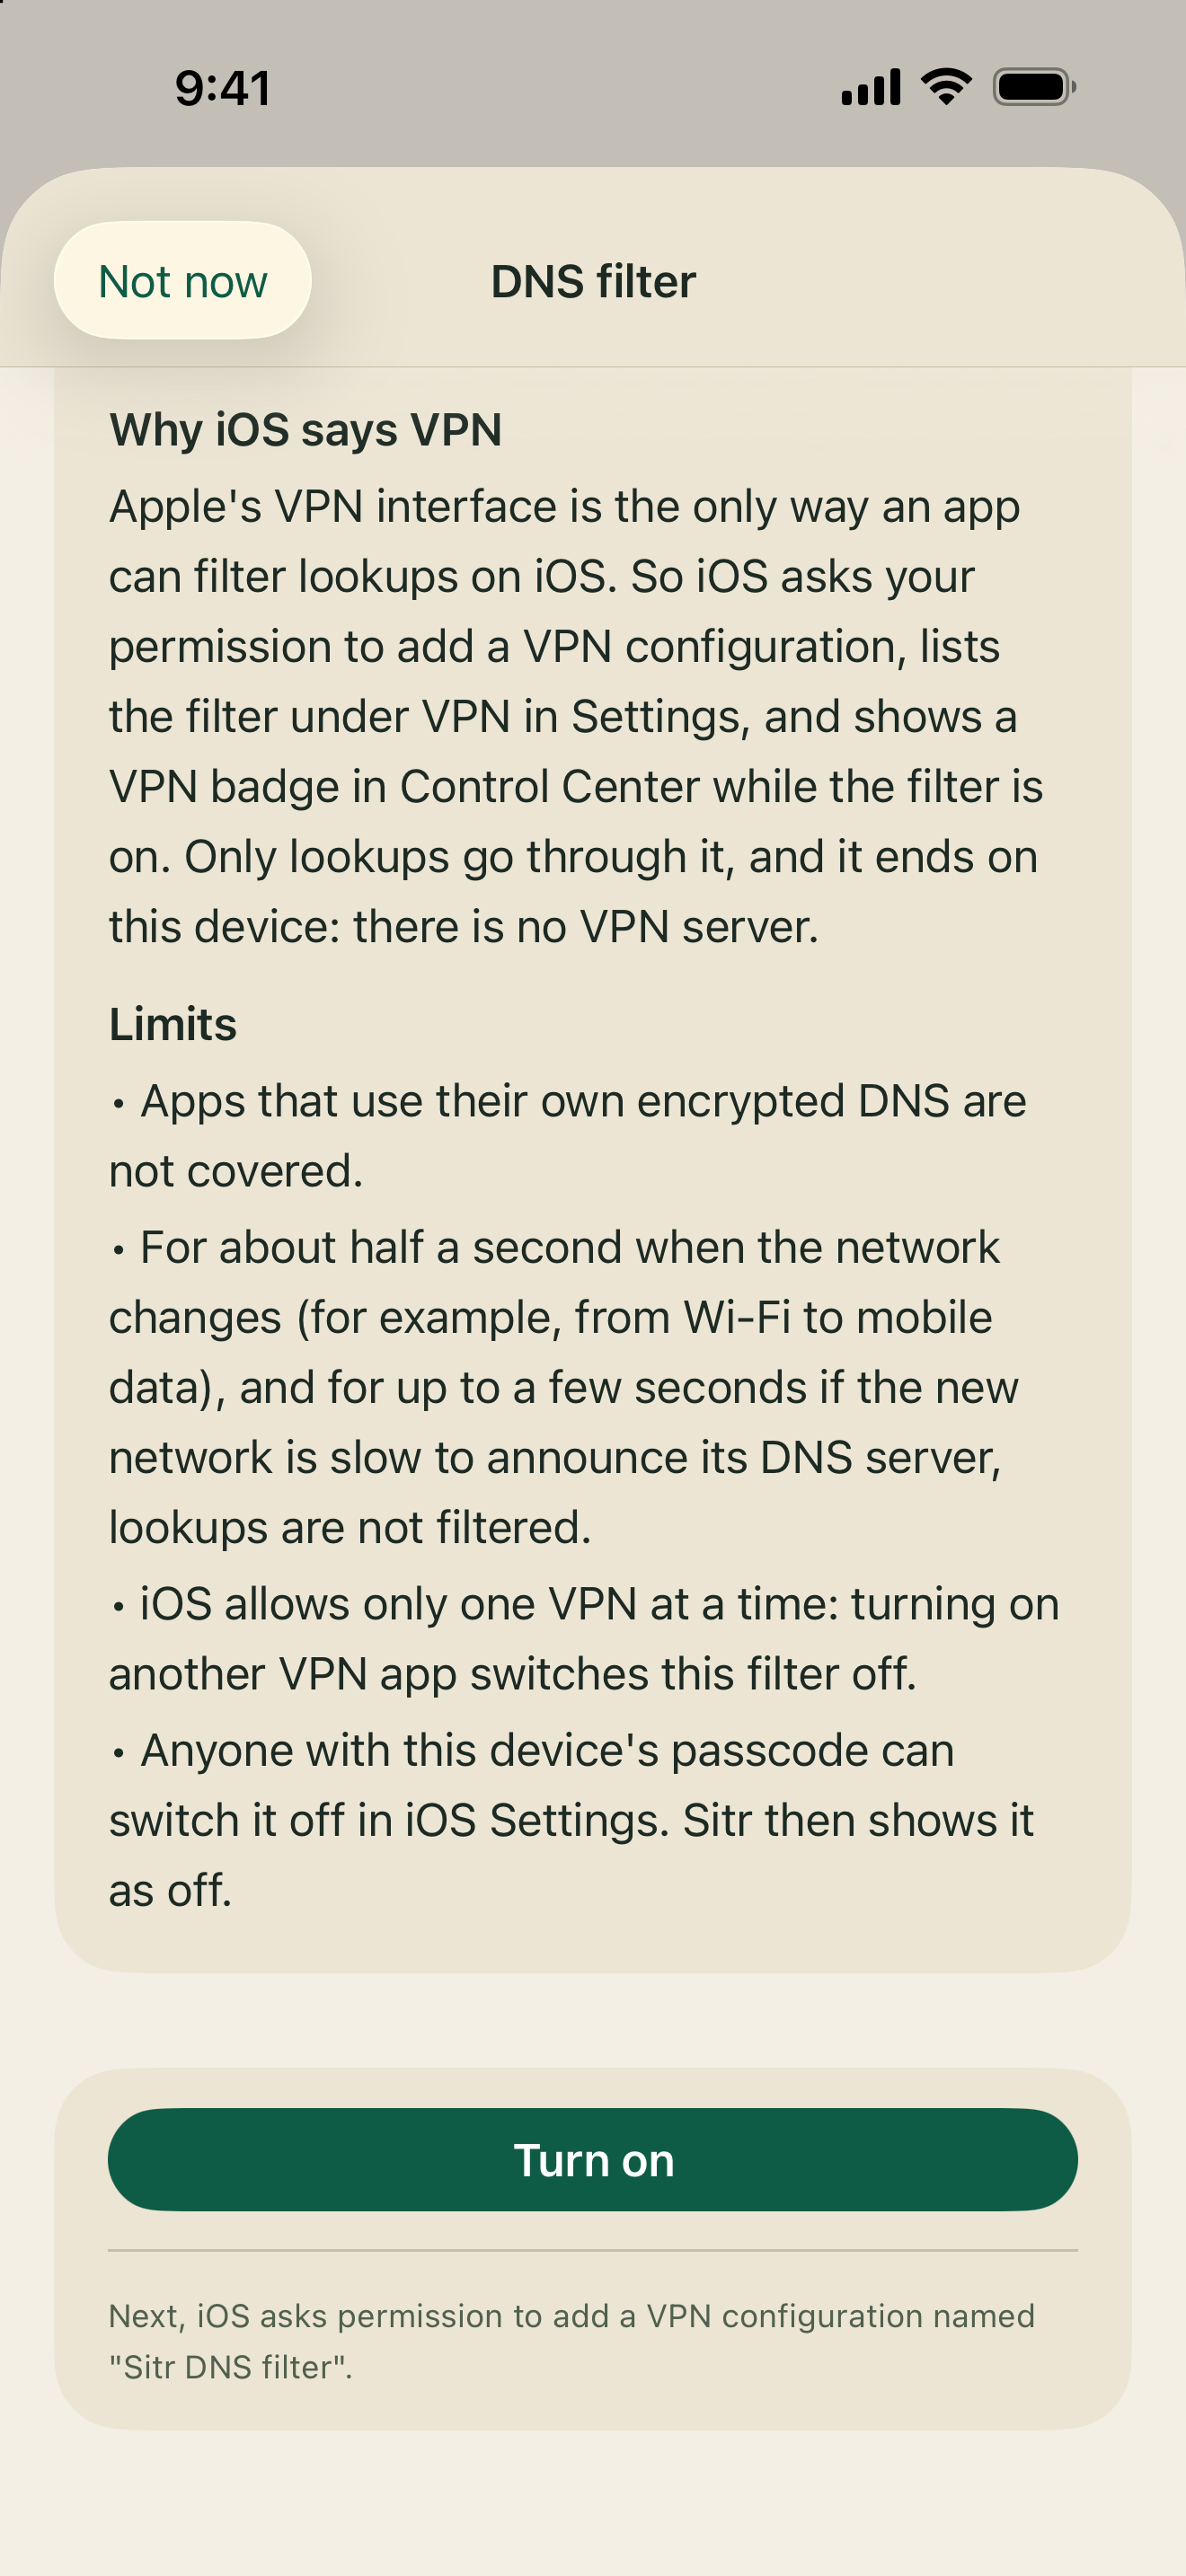 9:41
Not now
DNS filter
Why iOS says VPN
Apple's VPN interface is the only way an app
can filter lookups on iOS. So iOS asks your
permission to add a VPN configuration, lists
the filter under VPN in Settings, and shows a
VPN badge in Control Center while the filter is
on. Only lookups go through it, and it ends on
this device: there is no VPN server.
Limits
• Apps that use their own encrypted DNS are
not covered.
• For about half a second when the network
changes (for example, from Wi-Fi to mobile
data), and for up to a few seconds if the new
network is slow to announce its DNS server,
lookups are not filtered.
• iOS allows only one VPN at a time: turning on
another VPN app switches this filter off.
• Anyone with this device's passcode can
switch it off in iOS Settings. Sitr then shows it
as off.
Turn on
Next, iOS asks permission to add a VPN configuration named
"Sitr DNS filter".